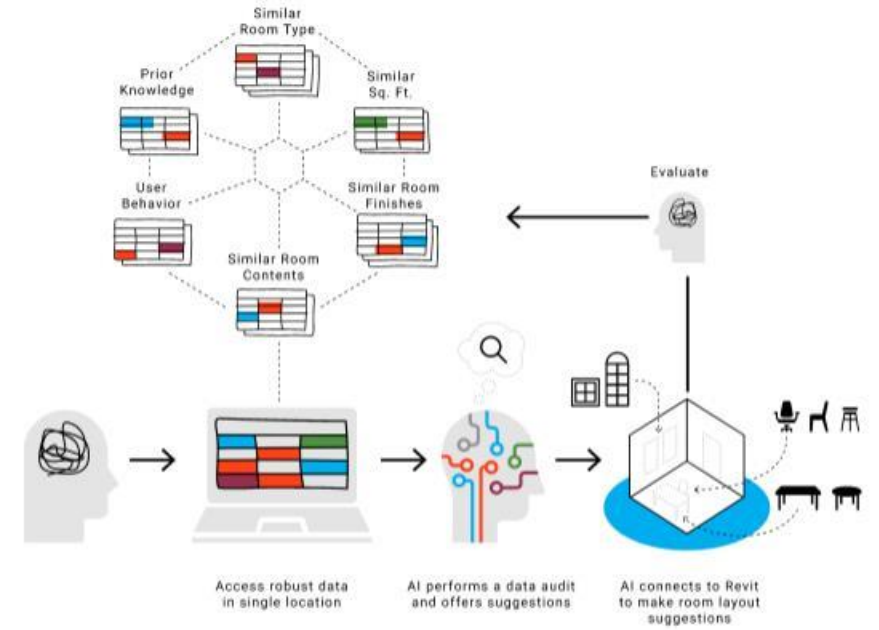 Similar
Room Type
Prior
Knowledge
Similar
Sq. Ft.
User
Behavior
Similar Room
Finishes
Similar Room
Contents
Evaluate
Access robust data
in single location
AI performs a data audit
and offers suggestions
AI connects to Revit
to make room layout
suggestions
R